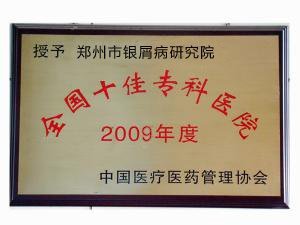 授予 郑州市银屑病研究院
全国十佳专科医院
2009年度
中国医疗医药管理协会